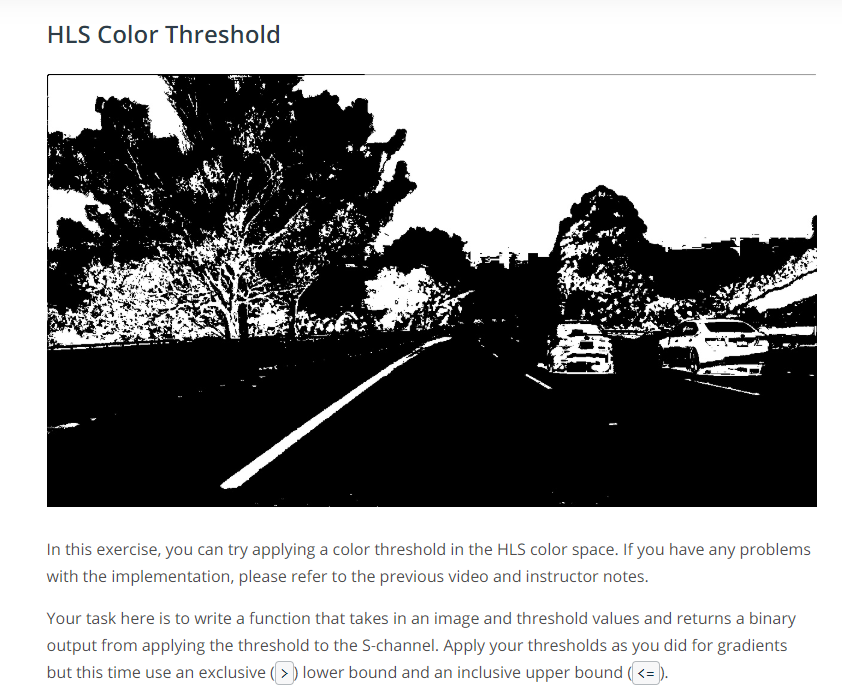 HLS Color Threshold
In this exercise, you can try applying a color threshold in the HLS color space. If you have any problems
with the implementation, please refer to the previous video and instructor notes.
Your task here is to write a function that takes in an image and threshold values and returns a binary
output from applying the threshold to the S-channel. Apply your thresholds as you did for gradients
but this time use an exclusive ( > ) lower bound and an inclusive upper bound ( <= ).